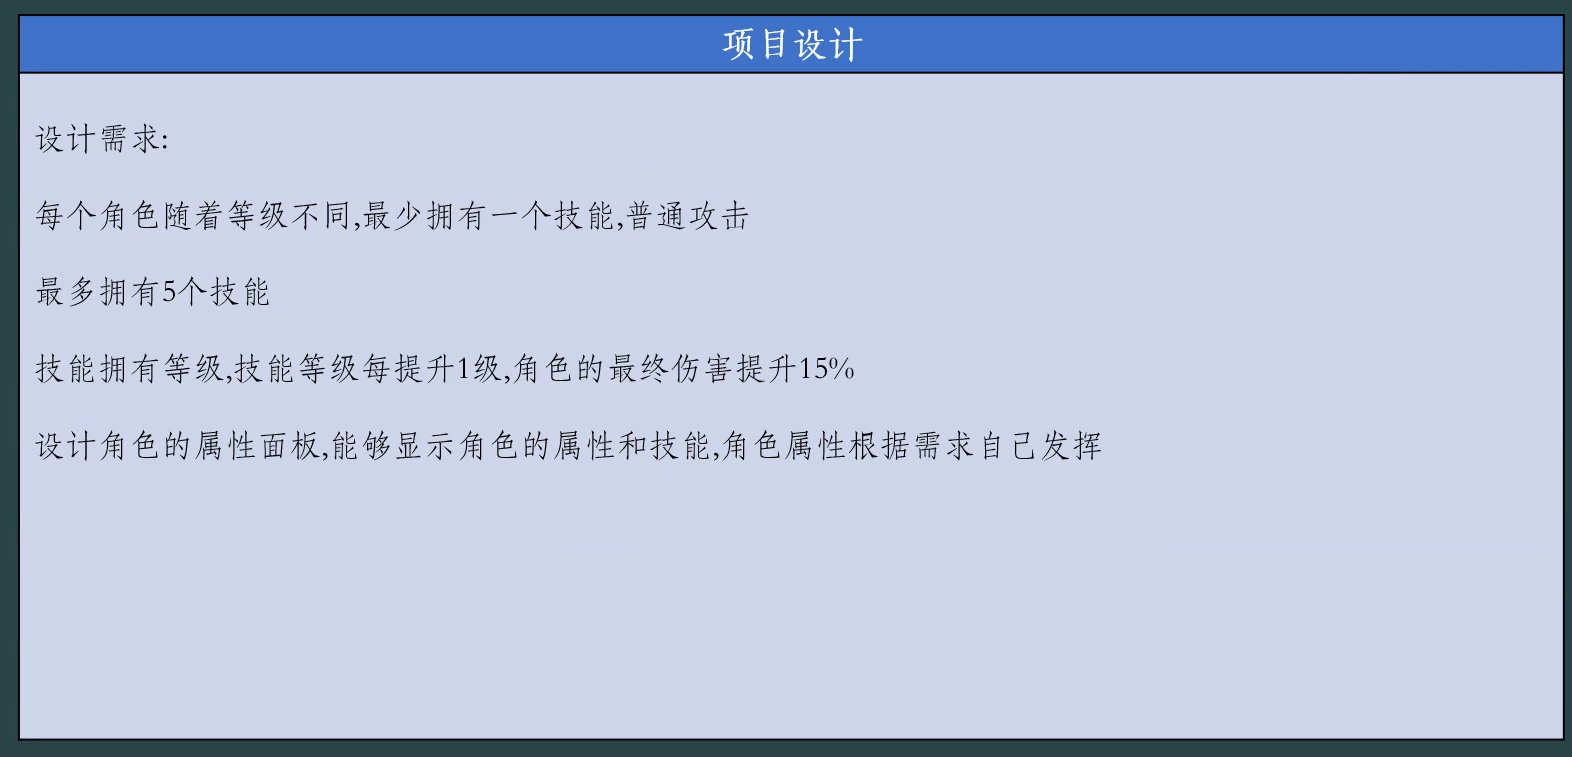 项目设计
设计需求:
每个角色随着等级不同,最少拥有一个技能,普通攻击
最多拥有5个技能
技能拥有等级,技能等级每提升1级,角色的最终伤害提升15%
设计角色的属性面板,能够显示角色的属性和技能,角色属性根据需求自己发挥